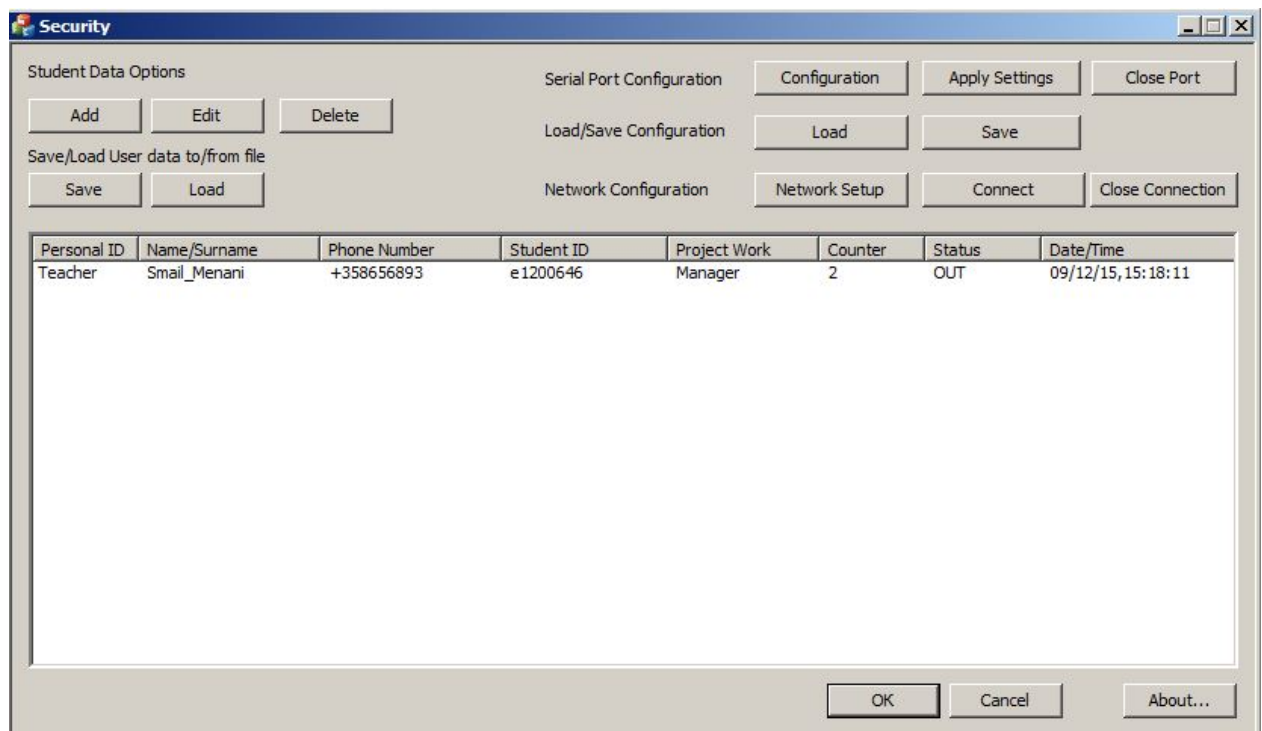 Security
Student Data Options
Serial Port Configuration Configuration Apply Settings Close Port
Add Edit Delete
Load/Save Configuration Load Save
Save/Load User data to/from file
Save Load
Network Configuration Network Setup Connect Close Connection
Personal ID Name/Surname Phone Number Student ID Project Work Counter Status Date/Time
Teacher Smail_Menani +358656893 e1200646 Manager 2 OUT 09/12/15,15:18:11
OK Cancel About...